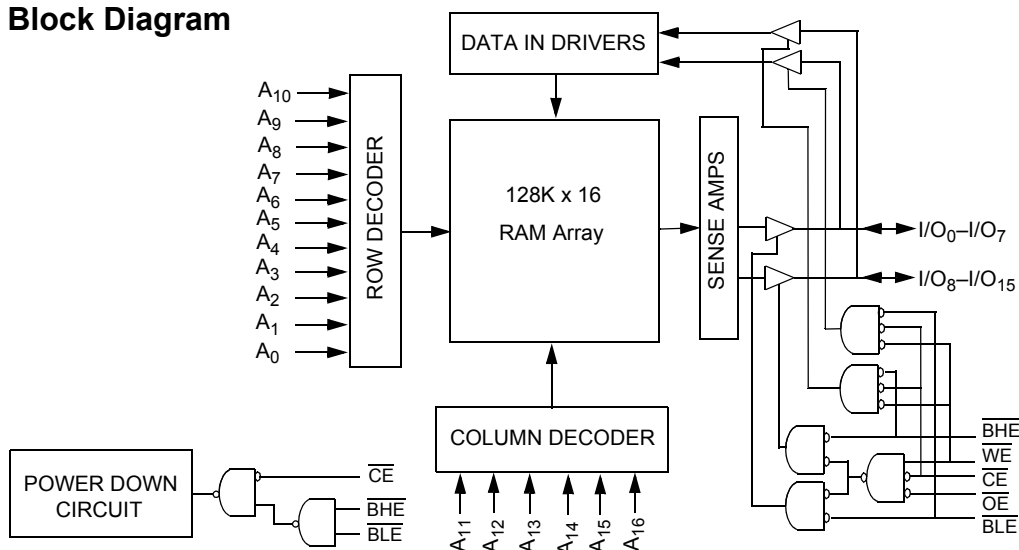 Block Diagram
DATA IN DRIVERS
A10
A9
A8
A7
A6
A5
A4
A3
A2
A1
A0
ROW DECODER
128K x 16
RAM Array
SENSE AMPS
I/O0–I/O7
I/O8–I/O15
COLUMN DECODER
A11
A12
A13
A14
A15
A16
POWER DOWN
CIRCUIT
CE
BHE
BLE
BHE
WE
CE
OE
BLE